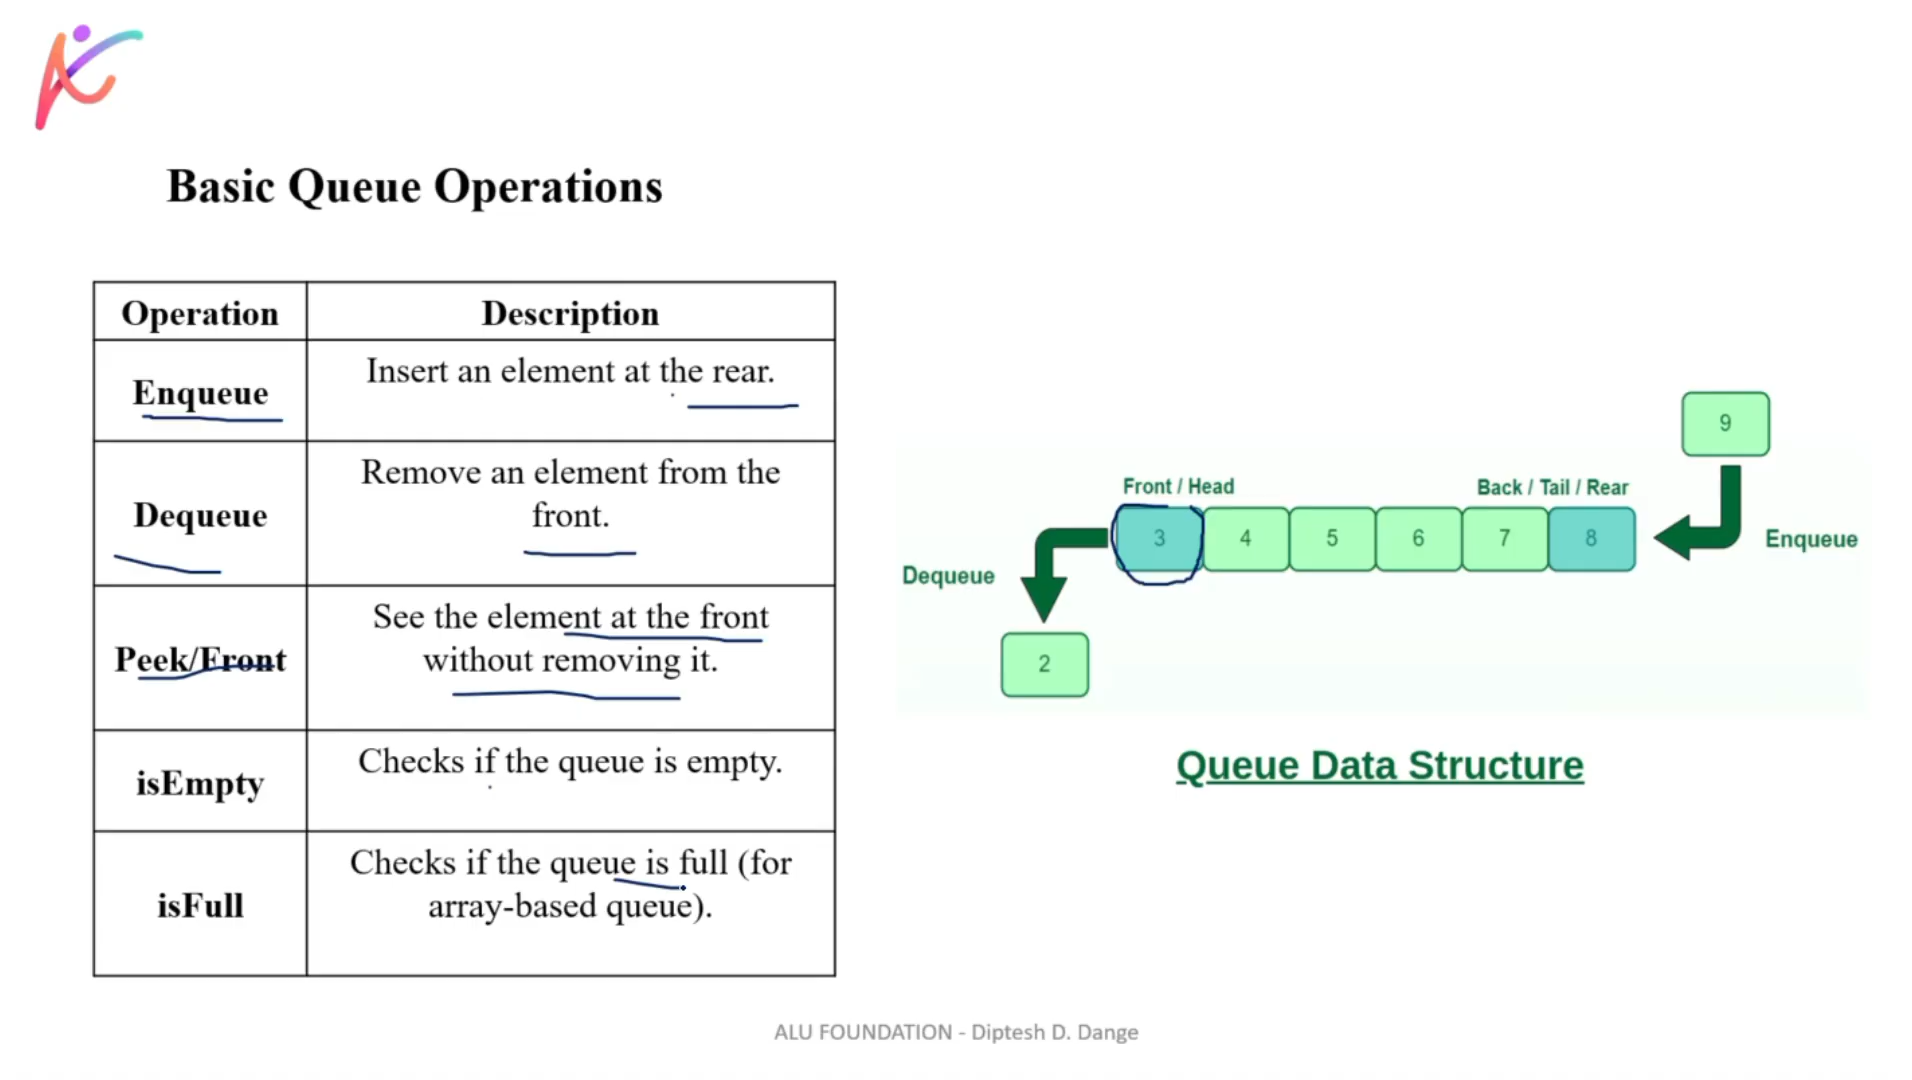 Basic Queue Operations
Operation Description
Enqueue Insert an element at the rear.
Dequeue Remove an element from the
front.
Peek/Front See the element at the front
without removing it.
isEmpty Checks if the queue is empty.
isFull Checks if the queue is full (for
array-based queue).
9
Front / Head Back / Tail / Rear
3 4 5 6 7 8
Enqueue
Dequeue
2
Queue Data Structure
ALU FOUNDATION - Diptesh D. Dange